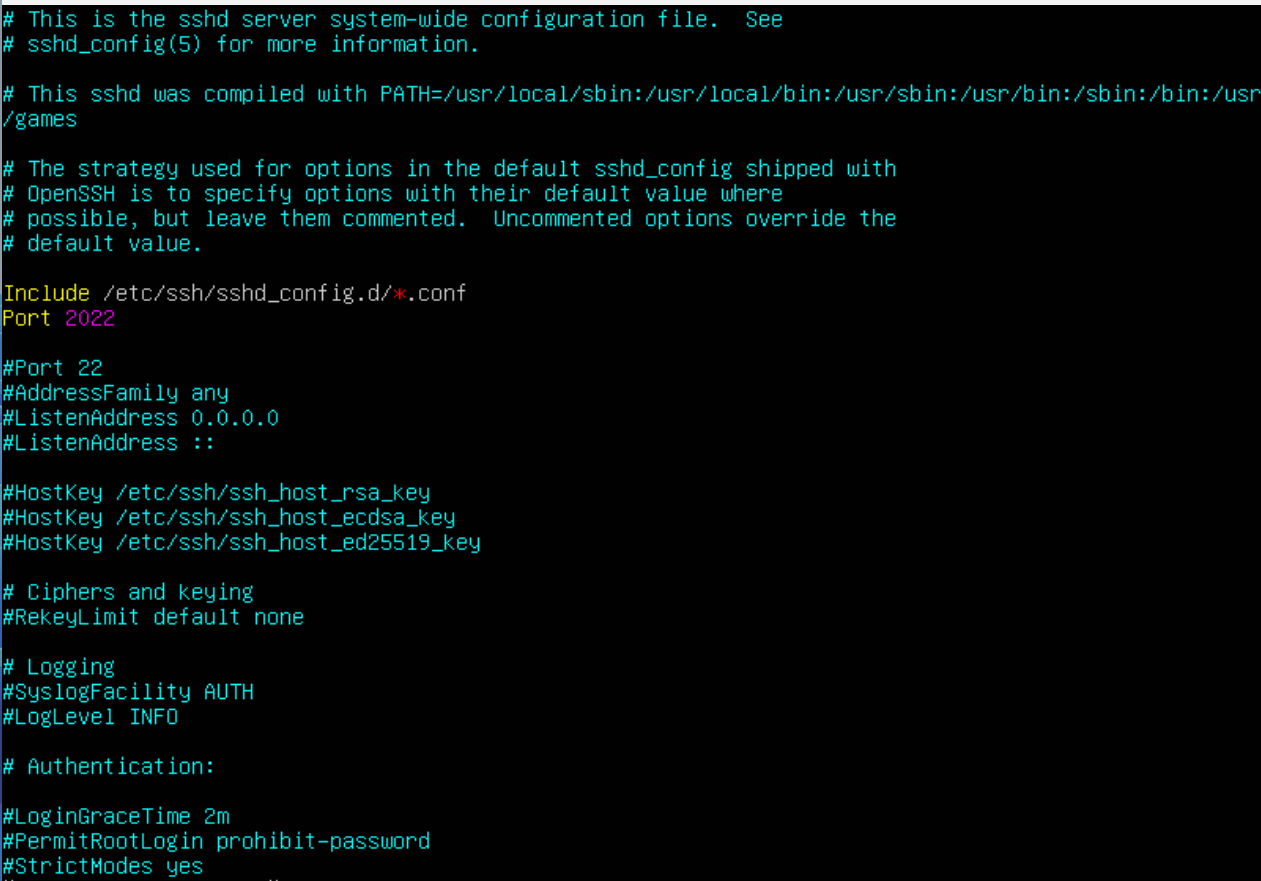 # This is the sshd server system-wide configuration file.  See
# sshd_config(5) for more information.

# This sshd was compiled with PATH=/usr/local/sbin:/usr/local/bin:/usr/sbin:/usr/bin:/sbin:/bin:/usr
/games

# The strategy used for options in the default sshd_config shipped with
# OpenSSH is to specify options with their default value where
# possible, but leave them commented.  Uncommented options override the
# default value.

Include /etc/ssh/sshd_config.d/*.conf
Port 2022

#Port 22
#AddressFamily any
#ListenAddress 0.0.0.0
#ListenAddress ::

#HostKey /etc/ssh/ssh_host_rsa_key
#HostKey /etc/ssh/ssh_host_ecdsa_key
#HostKey /etc/ssh/ssh_host_ed25519_key

# Ciphers and keying
#RekeyLimit default none

# Logging
#SyslogFacility AUTH
#LogLevel INFO

# Authentication:

#LoginGraceTime 2m
#PermitRootLogin prohibit-password
#StrictModes yes